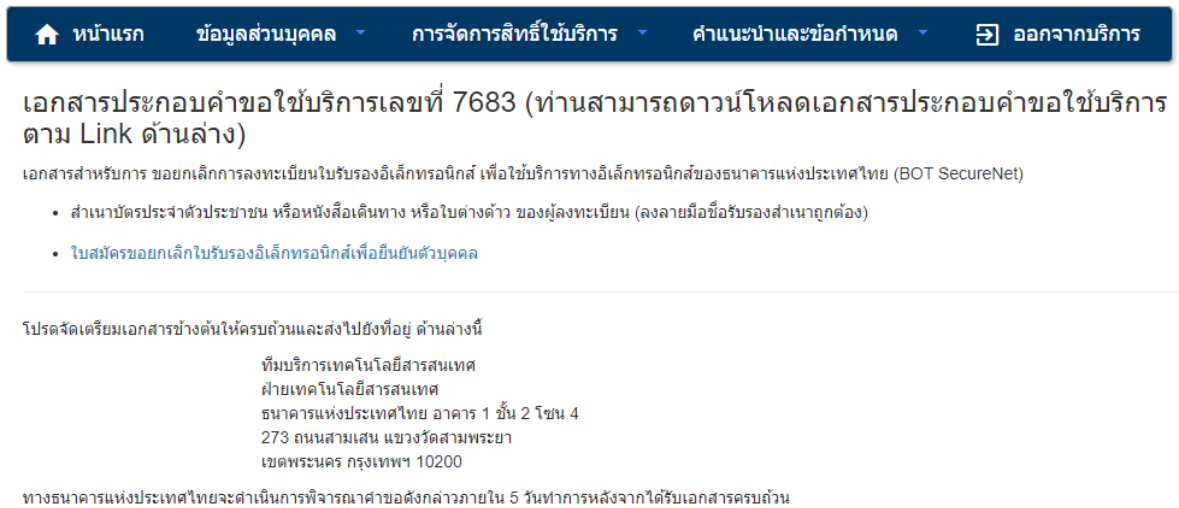 หน้าแรก ข้อมูลส่วนบุคคล การจัดการสิทธิ์ใช้บริการ คำแนะนำและข้อกำหนด ออกจากบริการ
เอกสารประกอบคำขอใช้บริการเลขที่ 7683 (ท่านสามารถดาวน์โหลดเอกสารประกอบคำขอใช้บริการ
ตาม Link ด้านล่าง)
เอกสารสำหรับการ ขอยกเลิกการลงทะเบียนใบรับรองอิเล็กทรอนิกส์ เพื่อใช้บริการทางอิเล็กทรอนิกส์ของธนาคารแห่งประเทศไทย (BOT SecureNet)
• สำเนาบัตรประจำตัวประชาชน หรือหนังสือเดินทาง หรือใบต่างด้าว ของผู้ลงทะเบียน (ลงลายมือชื่อรับรองสำเนาถูกต้อง)
• ใบสมัครขอยกเลิกใบรับรองอิเล็กทรอนิกส์เพื่อยืนยันตัวบุคคล
โปรดจัดเตรียมเอกสารข้างต้นให้ครบถ้วนและส่งไปยังที่อยู่ ด้านล่างนี้
ทีมบริการเทคโนโลยีสารสนเทศ
ฝ่ายเทคโนโลยีสารสนเทศ
ธนาคารแห่งประเทศไทย อาคาร 1 ชั้น 2 โซน 4
273 ถนนสามเสน แขวงวัดสามพระยา
เขตพระนคร กรุงเทพฯ 10200
ทางธนาคารแห่งประเทศไทยจะดำเนินการพิจารณาคำขอดังกล่าวภายใน 5 วันทำการหลังจากได้รับเอกสารครบถ้วน